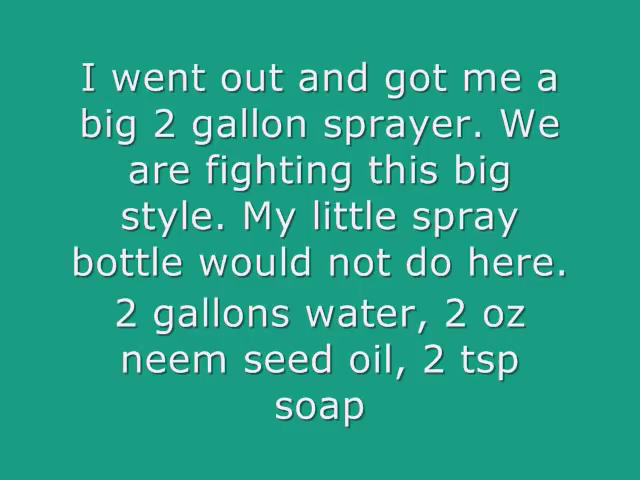 I went out and got me a
big 2 gallon sprayer. We
are fighting this big
style. My little spray
bottle would not do here.
2 gallons water, 2 oz
neem seed oil, 2 tsp
soap